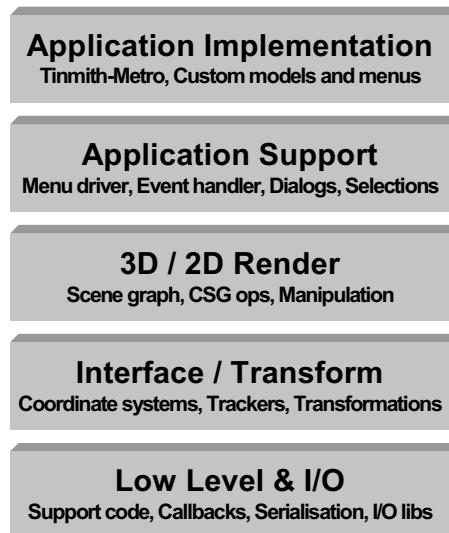 Application Implementation
Tinmith-Metro, Custom models and menus
Application Support
Menu driver, Event handler, Dialogs, Selections
3D / 2D Render
Scene graph, CSG ops, Manipulation
Interface / Transform
Coordinate systems, Trackers, Transformations
Low Level & I/O
Support code, Callbacks, Serialisation, I/O libs